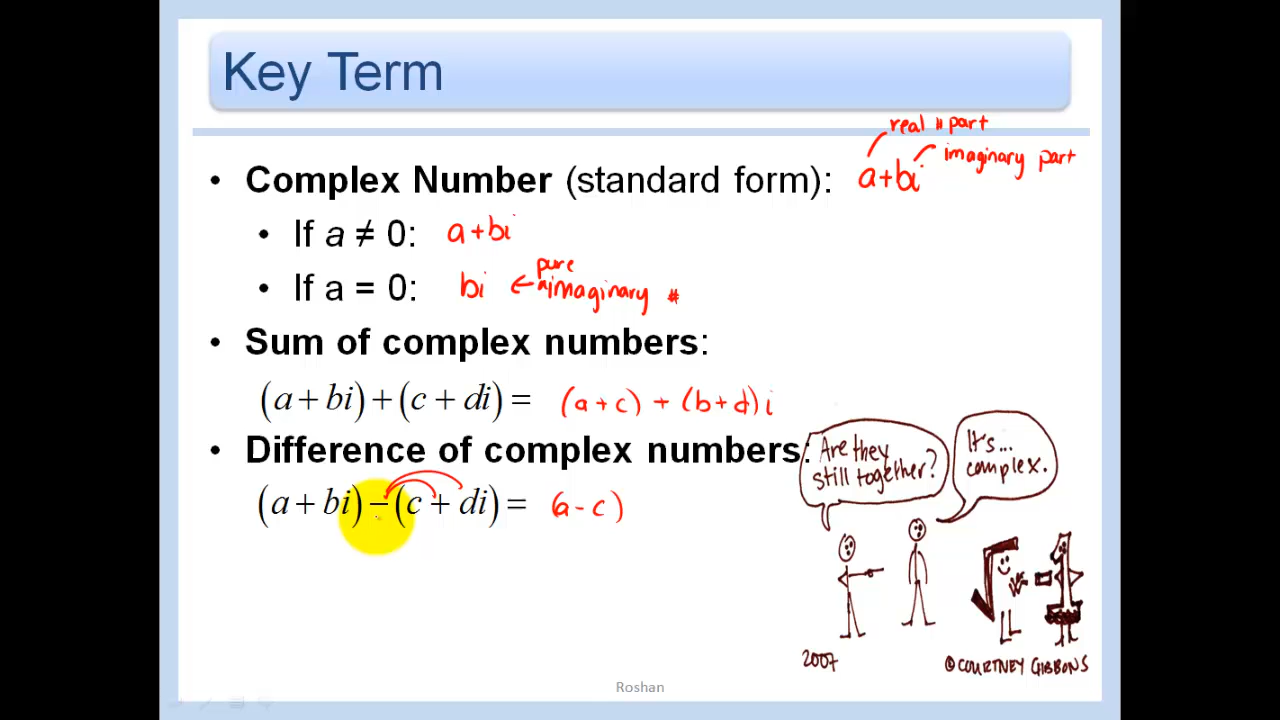 Key Term
real # part
imaginary part
• Complex Number (standard form): a+bi
• If a ≠ 0: a+bi
pure
• If a = 0: bi ← ^imaginary #
• Sum of complex numbers:
(a + bi) + (c + di) = (a+c) + (b+d)i
• Difference of complex numbers:
(a + bi) − (c + di) = (a-c)
Are they
still together?
It's...
complex.
2007
©COURTNEY GIBBONS
Roshan